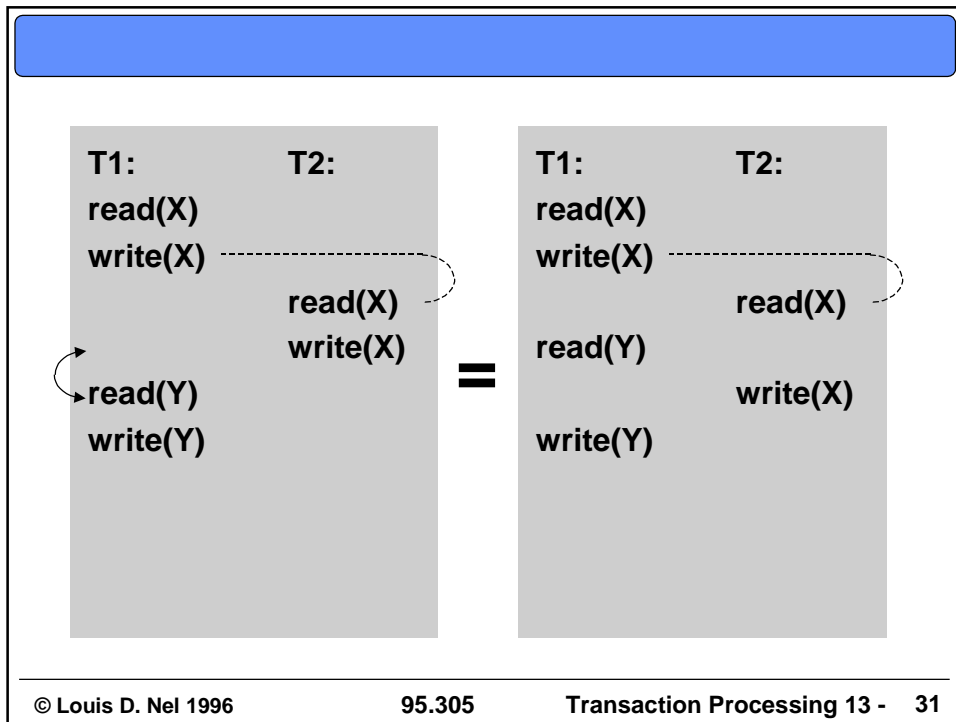 T1: T2:
read(X)
write(X)
read(X)
write(X)
read(Y)
write(Y)
=
T1: T2:
read(X)
write(X)
read(X)
read(Y)
write(X)
write(Y)
© Louis D. Nel 1996 95.305 Transaction Processing 13 - 31